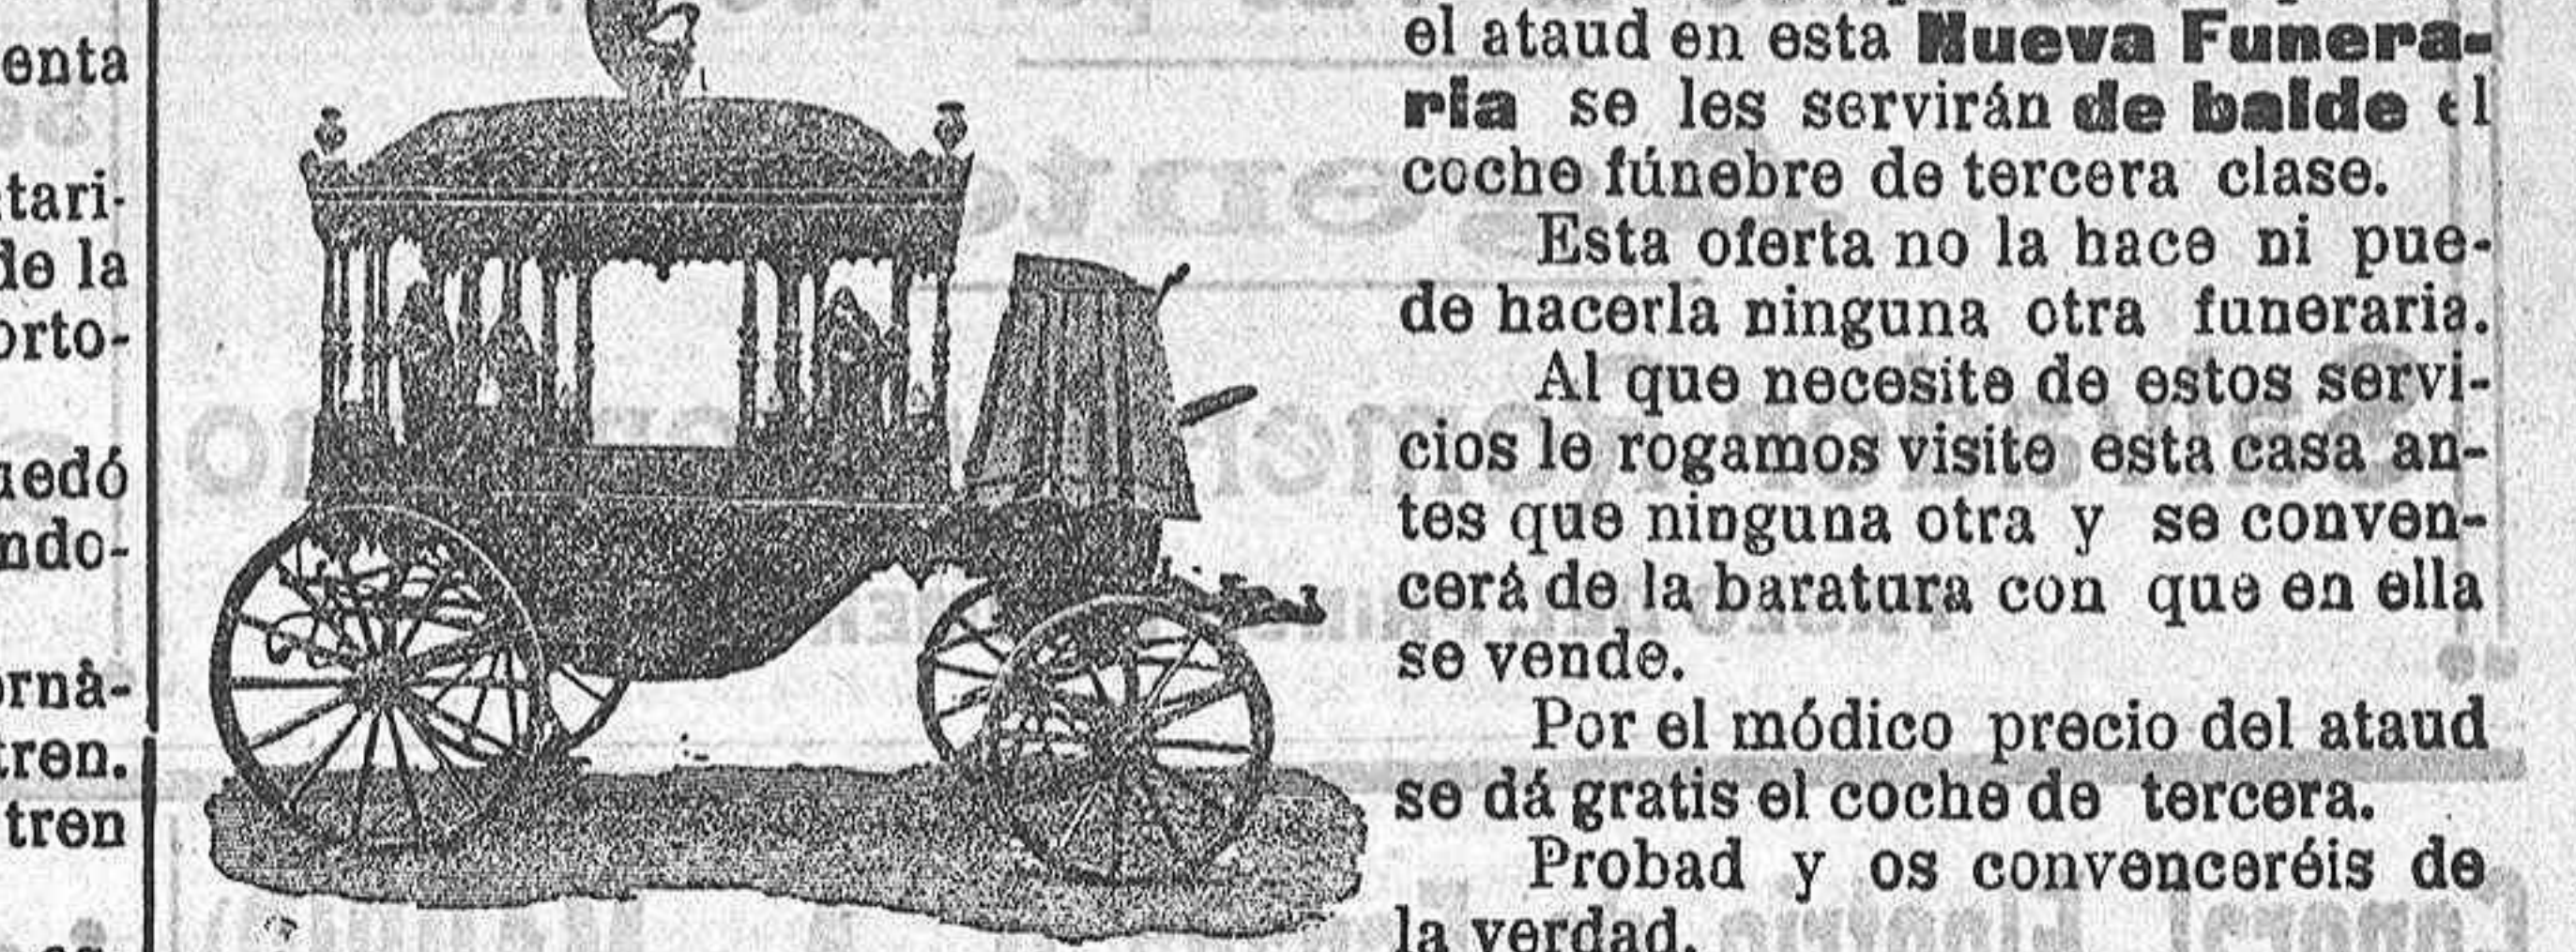 enta
tari-
de la
orto-
uedó
ndo-
ornà-
tren.
tren
el ataud en esta Nueva Funera-
ria se les servirán de balde el
coche fúnebre de tercera clase.
Esta oferta no la hace ni pue-
de hacerla ninguna otra funeraria.
Al que necesite de estos servi-
cios le rogamos visite esta casa an-
tes que ninguna otra y se conven-
cerá de la baratura con que en ella
se vende.
Por el módico precio del ataud
se dá gratis el coche de tercera.
Probad y os convenceréis de
la verdad.